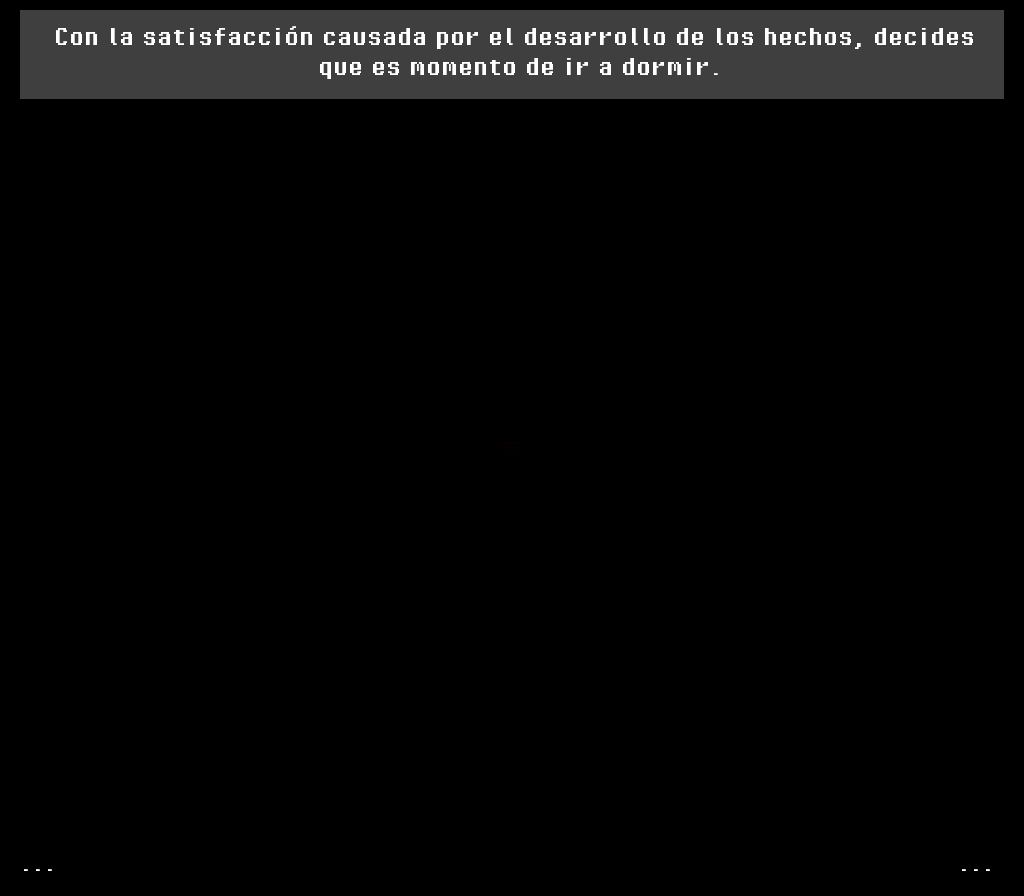 Con la satisfacción causada por el desarrollo de los hechos, decides
que es momento de ir a dormir.
--- ---